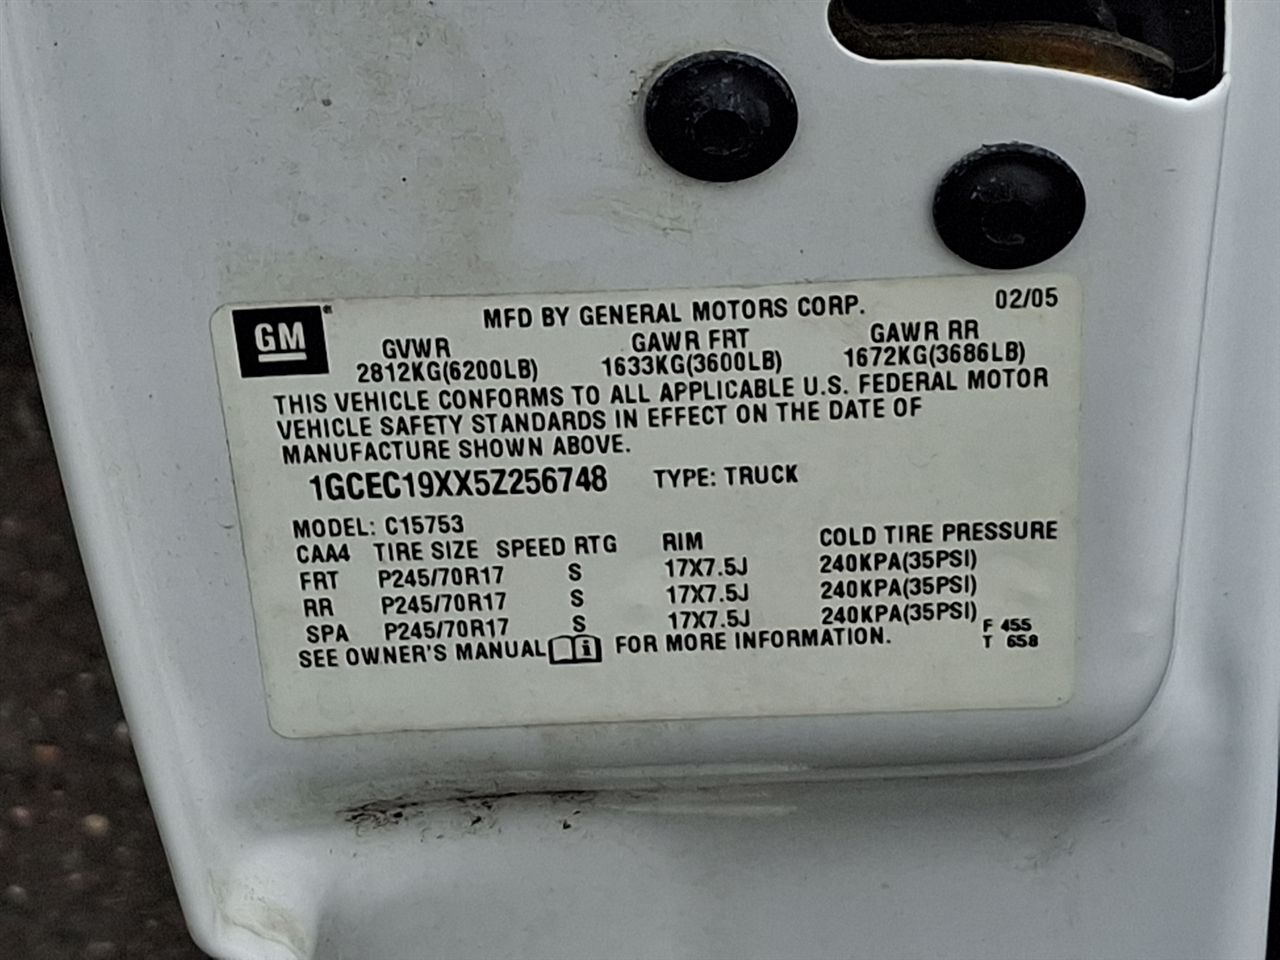 GM
MFD BY GENERAL MOTORS CORP. 02/05
GVWR GAWR FRT GAWR RR
2812KG(6200LB) 1633KG(3600LB) 1672KG(3686LB)
THIS VEHICLE CONFORMS TO ALL APPLICABLE U.S. FEDERAL MOTOR
VEHICLE SAFETY STANDARDS IN EFFECT ON THE DATE OF
MANUFACTURE SHOWN ABOVE.
1GCEC19XX5Z256748 TYPE: TRUCK
MODEL: C15753
CAA4 TIRE SIZE SPEED RTG RIM COLD TIRE PRESSURE
FRT P245/70R17 S 17X7.5J 240KPA(35PSI)
RR P245/70R17 S 17X7.5J 240KPA(35PSI)
SPA P245/70R17 S 17X7.5J 240KPA(35PSI)
SEE OWNER'S MANUAL i FOR MORE INFORMATION.
F 455
T 658